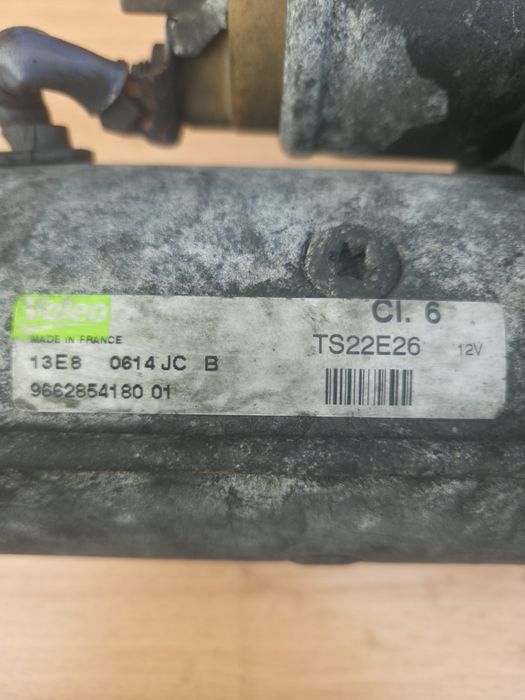 Valeo
MADE IN FRANCE
13E8 0614 JC B
9662854180 01
Cl. 6
TS22E26 12V